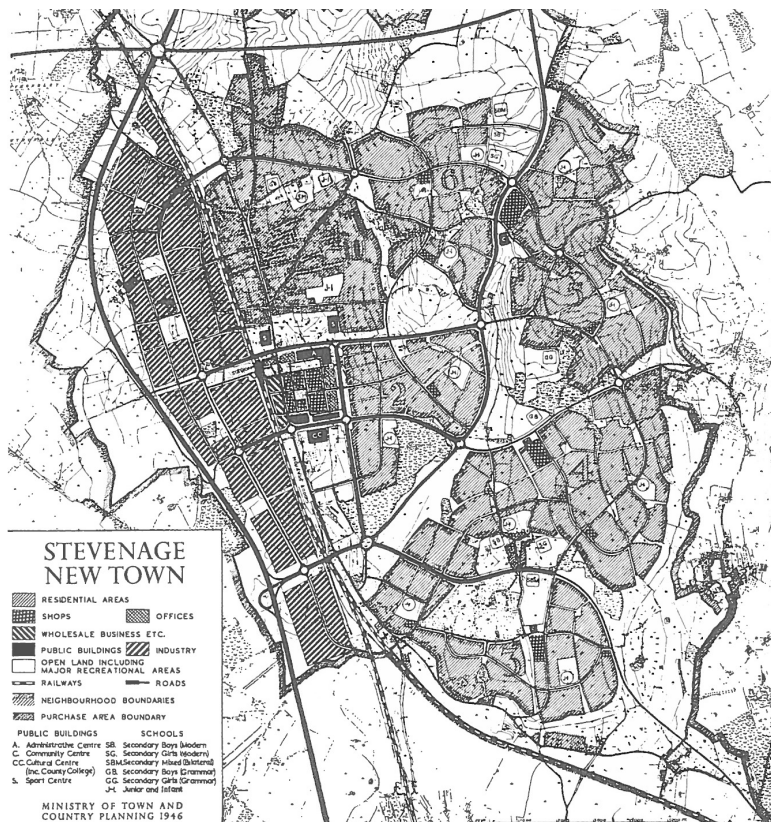 6
2
5
4
CC
GG
GB
J-I
STEVENAGE
NEW TOWN
RESIDENTIAL AREAS
SHOPS OFFICES
WHOLESALE BUSINESS ETC.
PUBLIC BUILDINGS INDUSTRY
OPEN LAND INCLUDING
MAJOR RECREATIONAL AREAS
RAILWAYS ROADS
NEIGHBOURHOOD BOUNDARIES
PURCHASE AREA BOUNDARY
PUBLIC BUILDINGS SCHOOLS
A. Administrative Centre SB. Secondary Boys (Modern
C. Community Centre SG. Secondary Girls (Modern)
CC. Cultural Centre SBM Secondary Mixed (Bilateral)
(Inc. County College) GB Secondary Boys (Grammar)
S. Sport Centre GG Secondary Girls (Grammar)
J-I. Junior and Infant
MINISTRY OF TOWN AND
COUNTRY PLANNING 1946